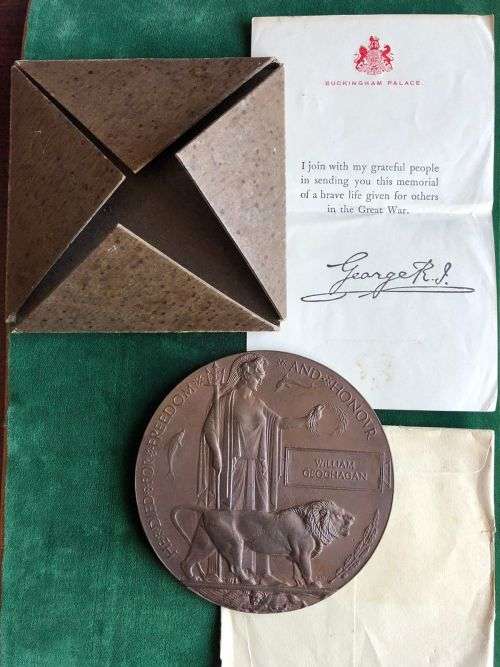 BUCKINGHAM PALACE.
I join with my grateful people
in sending you this memorial
of a brave life given for others
in the Great War.
George R.I.
HE DIED FOR FREEDOM AND HONOUR
WILLIAM
GEOGHAGAN